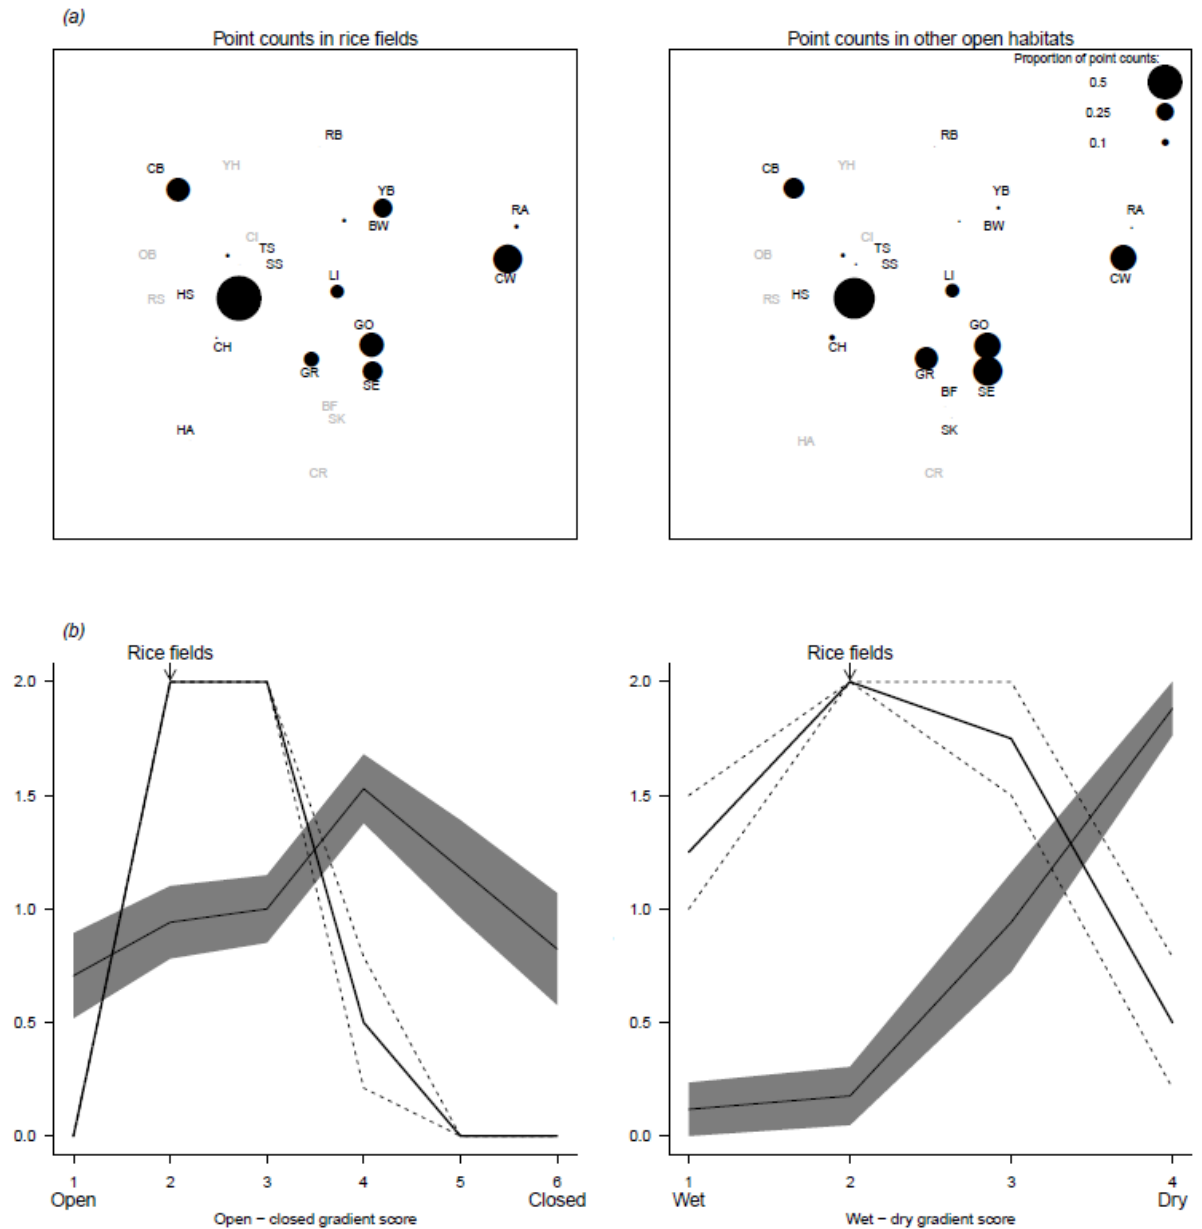 (a)
Point counts in rice fields
RB
CB
YH
YB
RA
BW
CI
TS
OB
SS
CW
LI
HS
RS
GO
CH
GR
SE
BF
SK
HA
CR
Point counts in other open habitats
Proportion of point counts:
0.5
0.25
0.1
RB
CB
YH
YB
RA
BW
CI
TS
OB
SS
CW
LI
HS
RS
GO
CH
GR
SE
BF
SK
HA
CR
(b)
Rice fields
2.0
1.5
1.0
0.5
0.0
1 2 3 4 5 6
Open Closed
Open – closed gradient score
Rice fields
2.0
1.5
1.0
0.5
0.0
1 2 3 4
Wet Dry
Wet – dry gradient score